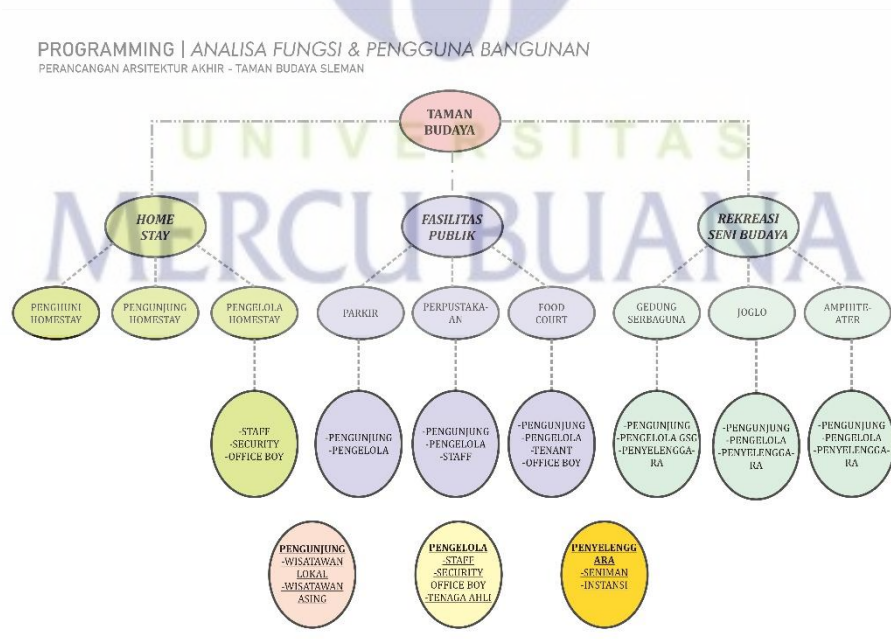 PROGRAMMING | ANALISA FUNGSI & PENGGUNA BANGUNAN
PERANCANGAN ARSITEKTUR AKHIR - TAMAN BUDAYA SLEMAN
TAMAN
BUDAYA
UNIVERSITAS
MERCU BUANA
HOME
STAY
FASILITAS
PUBLIK
REKREASI
SENI BUDAYA
PENGHUNI
HOMESTAY
PENGUNJUNG
HOMESTAY
PENGELOLA
HOMESTAY
PARKIR
PERPUSTAKA-
AN
FOOD
COURT
GEDUNG
SERBAGUNA
JOGLO
AMPHITE-
ATER
-STAFF
-SECURITY
-OFFICE BOY
-PENGUNJUNG
-PENGELOLA
-PENGUNJUNG
-PENGELOLA
-STAFF
-PENGUNJUNG
-PENGELOLA
-TENANT
-OFFICE BOY
-PENGUNJUNG
-PENGELOLA GSG
-PENYELENGGA-
RA
-PENGUNJUNG
-PENGELOLA
-PENYELENGGA-
RA
-PENGUNJUNG
-PENGELOLA
-PENYELENGGA-
RA
PENGUNJUNG
-WISATAWAN
LOKAL
-WISATAWAN
ASING
PENGELOLA
-STAFF
-SECURITY
OFFICE BOY
-TENAGA AHLI
PENYELENGG
ARA
-SENIMAN
-INSTANSI